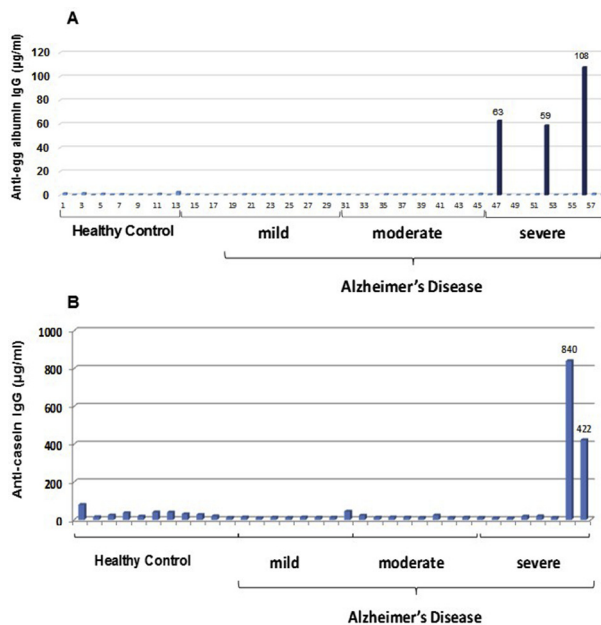 A
Anti-egg albumin IgG (µg/ml)
120
100
80
60
40
20
0
63
59
108
1 3 5 7 9 11 13 15 17 19 21 23 25 27 29 31 33 35 37 39 41 43 45 47 49 51 53 55 57
Healthy Control mild moderate severe
Alzheimer's Disease
B
Anti-casein IgG (µg/ml)
1000
800
600
400
200
0
840
422
Healthy Control mild moderate severe
Alzheimer's Disease